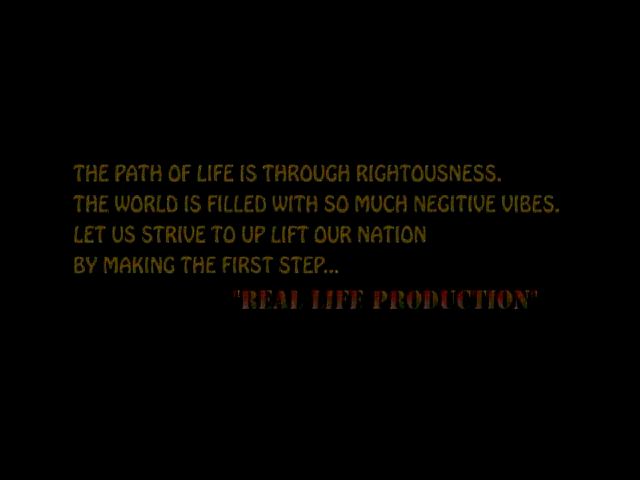 THE PATH OF LIFE IS THROUGH RIGHTOUSNESS.
THE WORLD IS FILLED WITH SO MUCH NEGITIVE VIBES.
LET US STRIVE TO UP LIFT OUR NATION
BY MAKING THE FIRST STEP...
"REAL LIFE PRODUCTION"